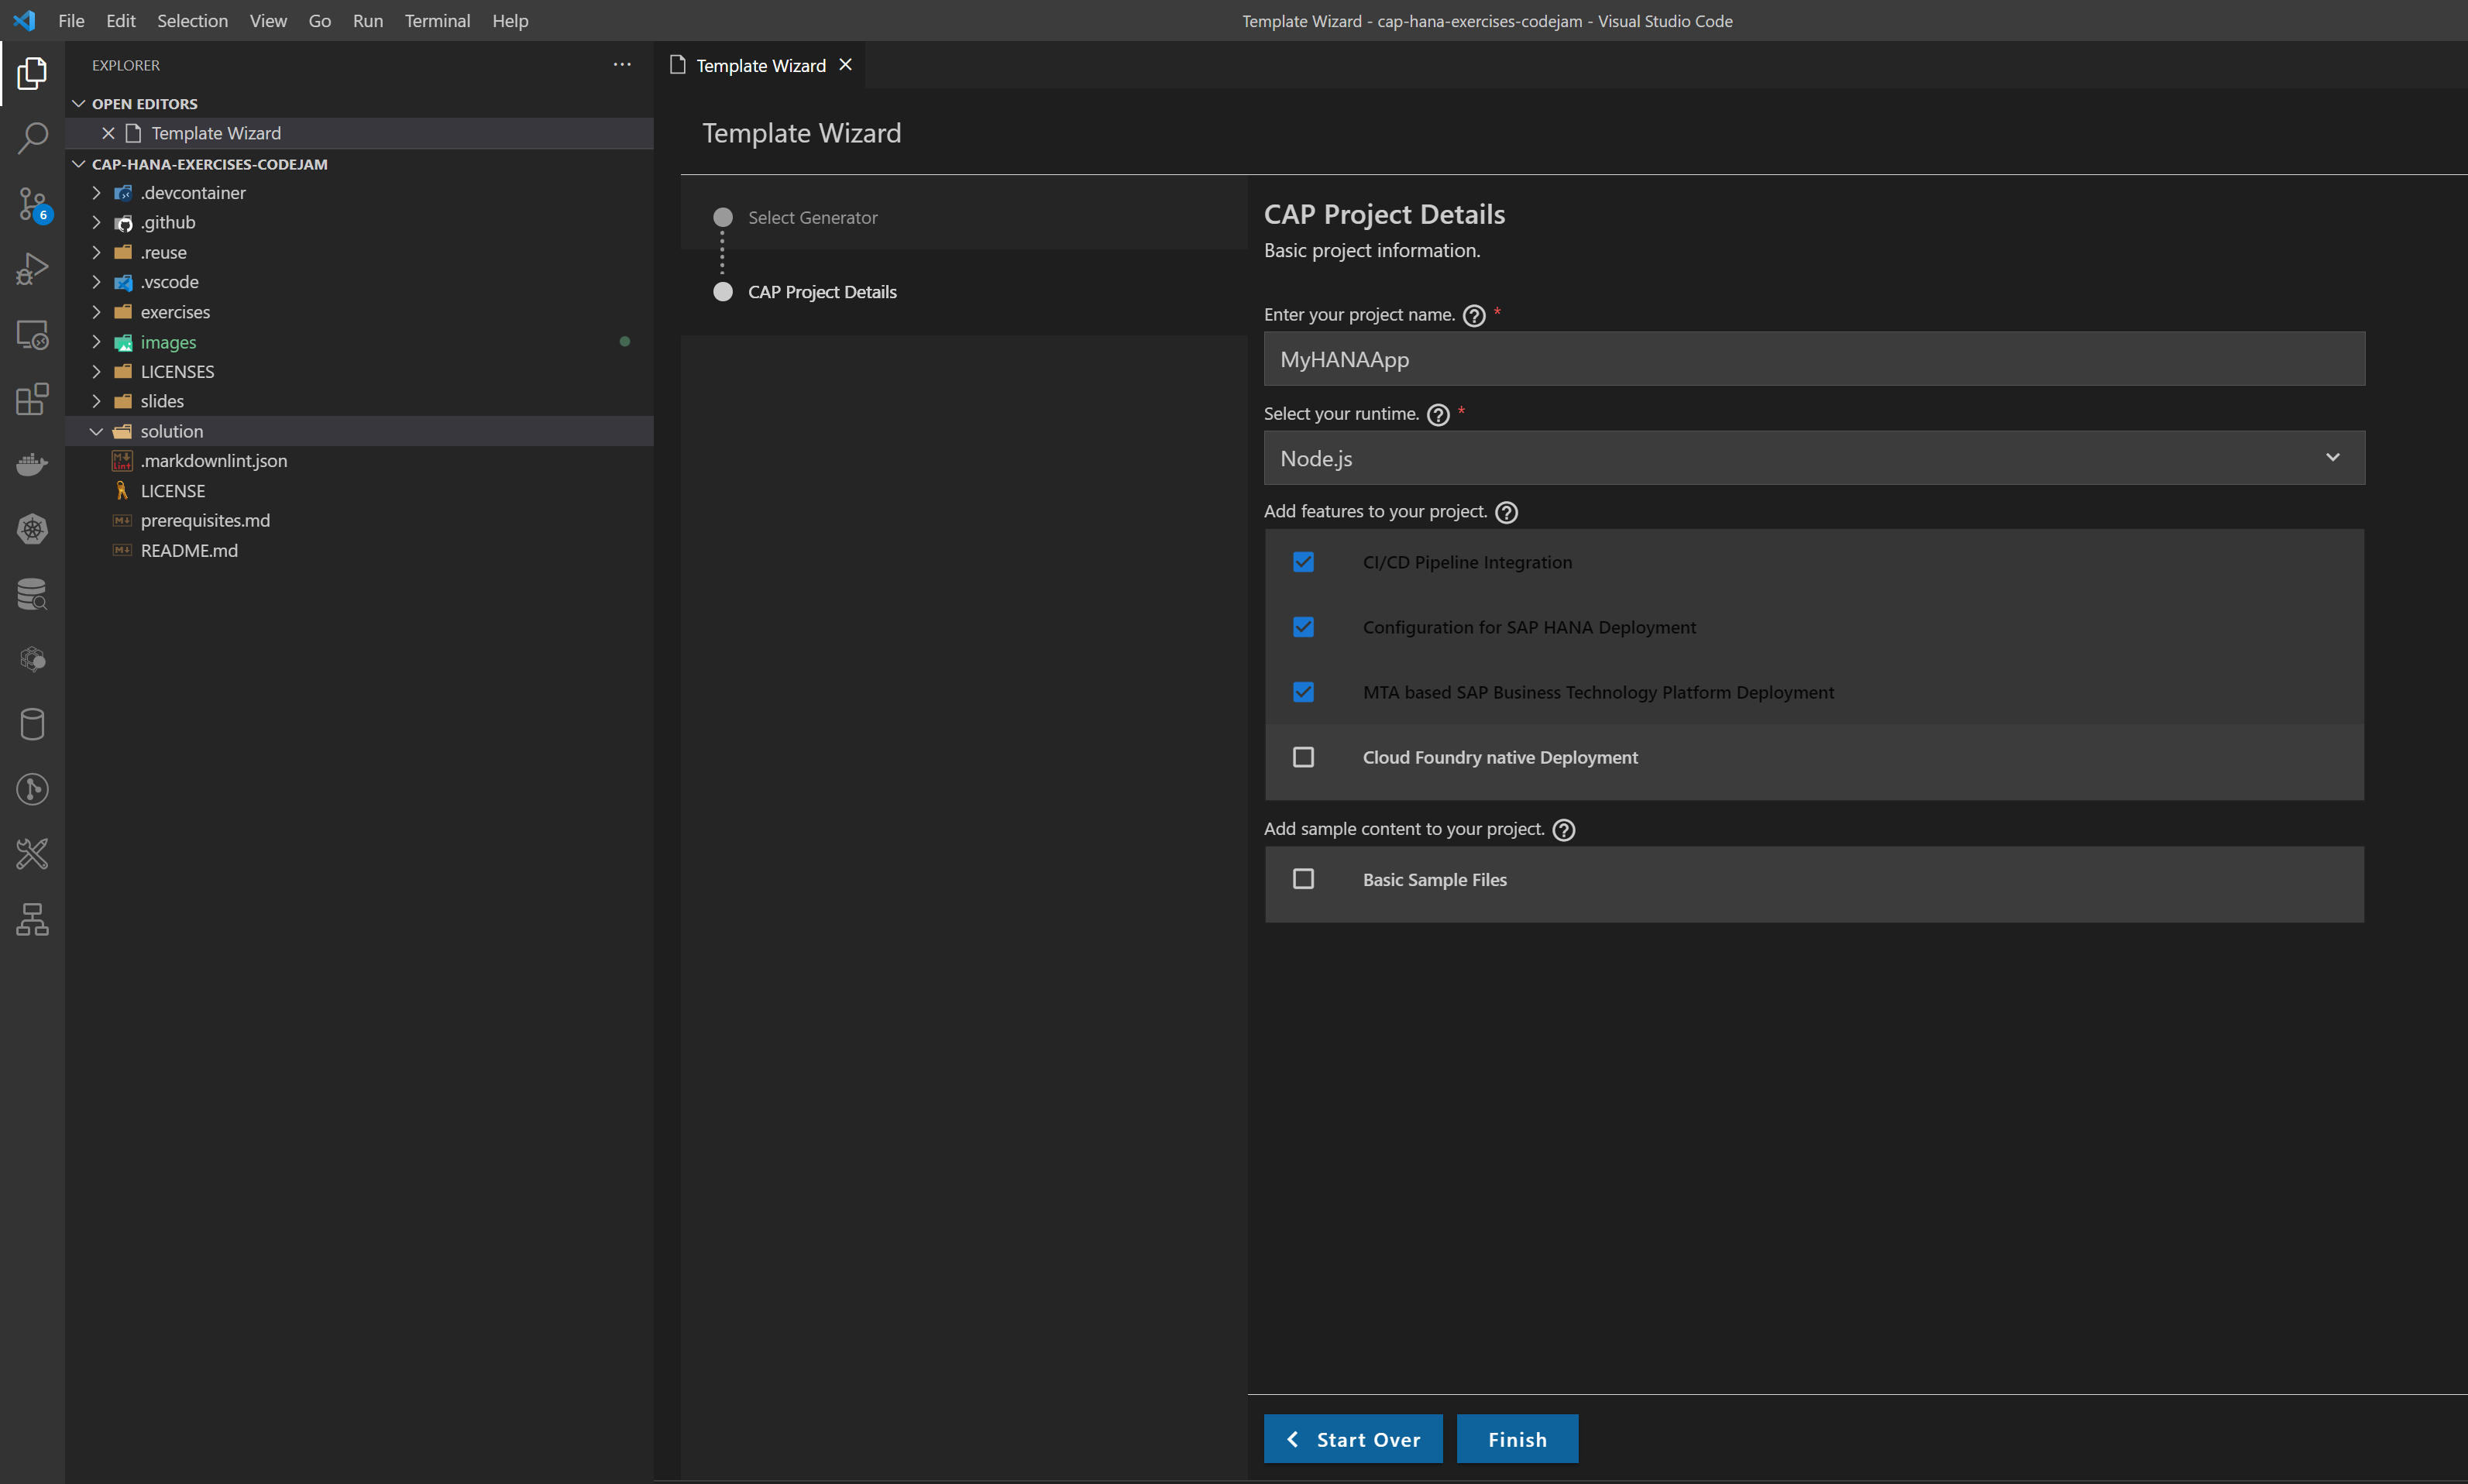 File Edit Selection View Go Run Terminal Help
Template Wizard - cap-hana-exercises-codejam - Visual Studio Code
EXPLORER
OPEN EDITORS
Template Wizard
CAP-HANA-EXERCISES-CODEJAM
.devcontainer
.github
.reuse
.vscode
exercises
images
LICENSES
slides
solution
.markdownlint.json
LICENSE
prerequisites.md
README.md
6
Template Wizard
Template Wizard
Select Generator
CAP Project Details
CAP Project Details
Basic project information.
Enter your project name. ? *
MyHANAApp
Select your runtime. ? *
Node.js
Add features to your project. ?
CI/CD Pipeline Integration
Configuration for SAP HANA Deployment
MTA based SAP Business Technology Platform Deployment
Cloud Foundry native Deployment
Add sample content to your project. ?
Basic Sample Files
Start Over
Finish